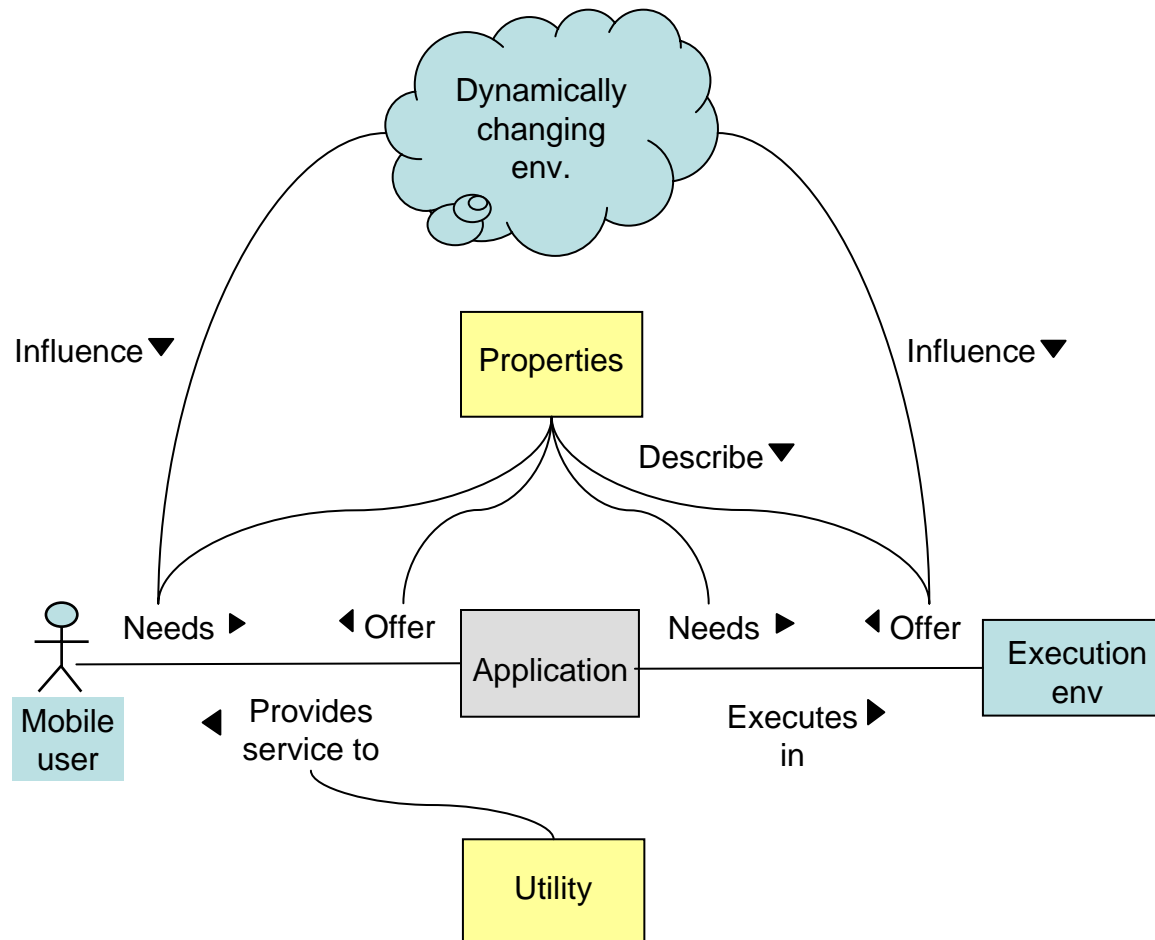 Dynamically
changing
env.
Influence
Properties
Influence
Describe
Needs
Offer
Needs
Offer
Application
Execution
env
Mobile
user
Provides
service to
Executes
in
Utility